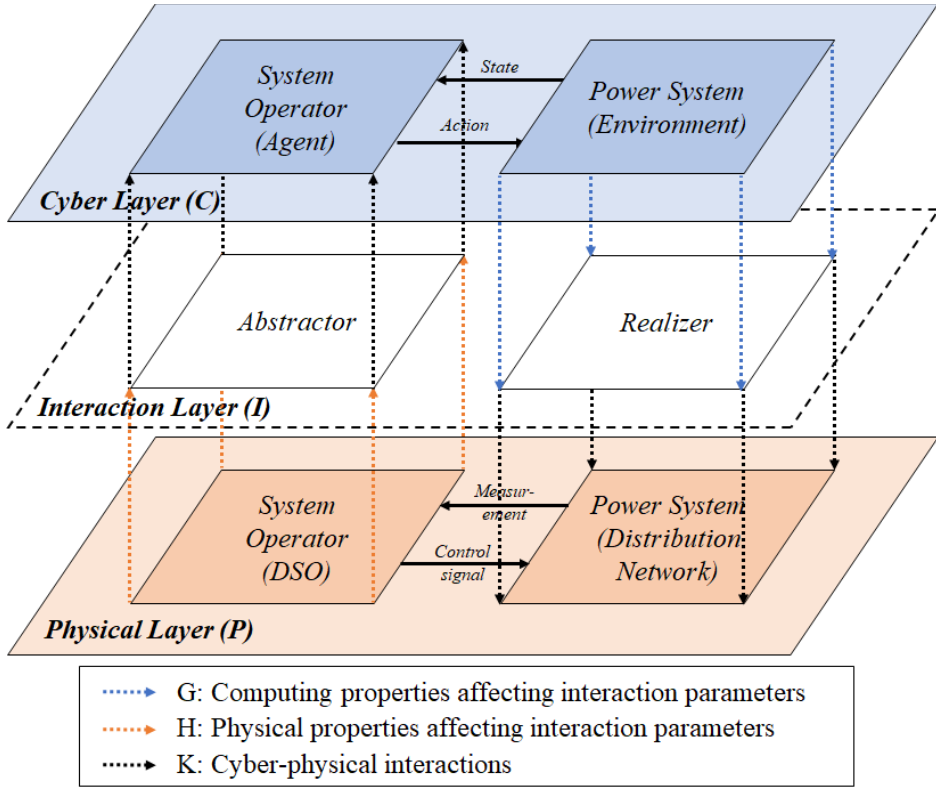 System
Operator
(Agent)
State
Action
Power System
(Environment)
Cyber Layer (C)
Abstractor
Realizer
Interaction Layer (I)
System
Operator
(DSO)
Measur-
ement
Control
signal
Power System
(Distribution
Network)
Physical Layer (P)
G: Computing properties affecting interaction parameters
H: Physical properties affecting interaction parameters
K: Cyber-physical interactions